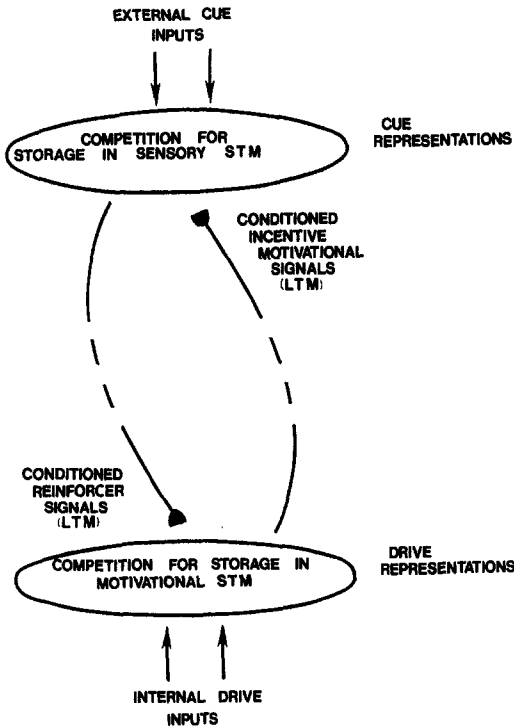 EXTERNAL CUE
INPUTS
COMPETITION FOR
STORAGE IN SENSORY STM
CUE
REPRESENTATIONS
CONDITIONED
INCENTIVE
MOTIVATIONAL
SIGNALS
(LTM)
CONDITIONED
REINFORCER
SIGNALS
(LTM)
COMPETITION FOR STORAGE IN
MOTIVATIONAL STM
DRIVE
REPRESENTATIONS
INTERNAL DRIVE
INPUTS